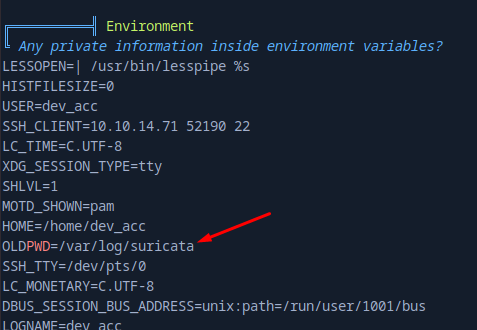 Environment
Any private information inside environment variables?
LESSOPEN=| /usr/bin/lesspipe %s
HISTFILESIZE=0
USER=dev_acc
SSH_CLIENT=10.10.14.71 52190 22
LC_TIME=C.UTF-8
XDG_SESSION_TYPE=tty
SHLVL=1
MOTD_SHOWN=pam
HOME=/home/dev_acc
OLDPWD=/var/log/suricata
SSH_TTY=/dev/pts/0
LC_MONETARY=C.UTF-8
DBUS_SESSION_BUS_ADDRESS=unix:path=/run/user/1001/bus
LOGNAME=dev_acc